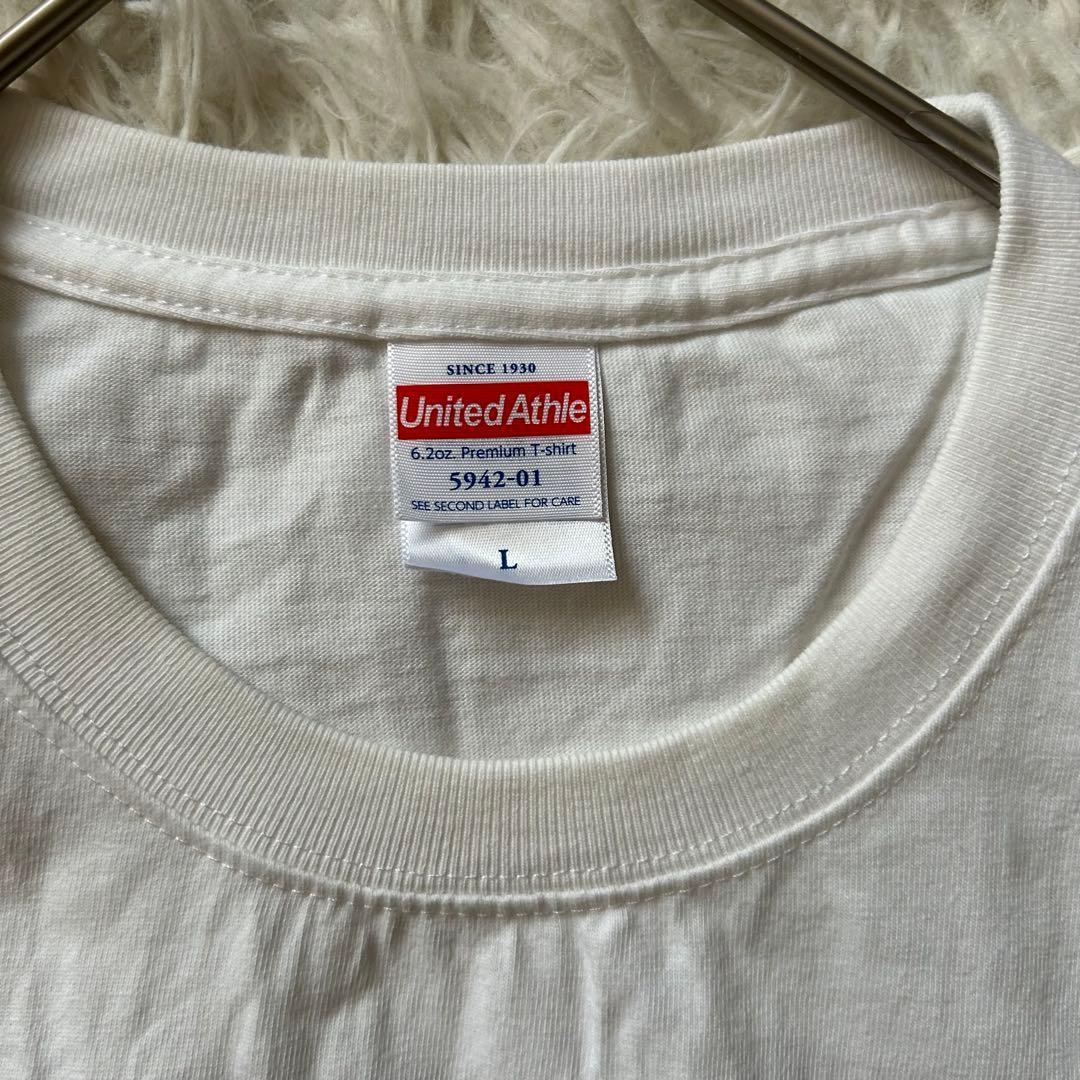 SINCE 1930
United Athle
6.2oz. Premium T-shirt
5942-01
SEE SECOND LABEL FOR CARE
L